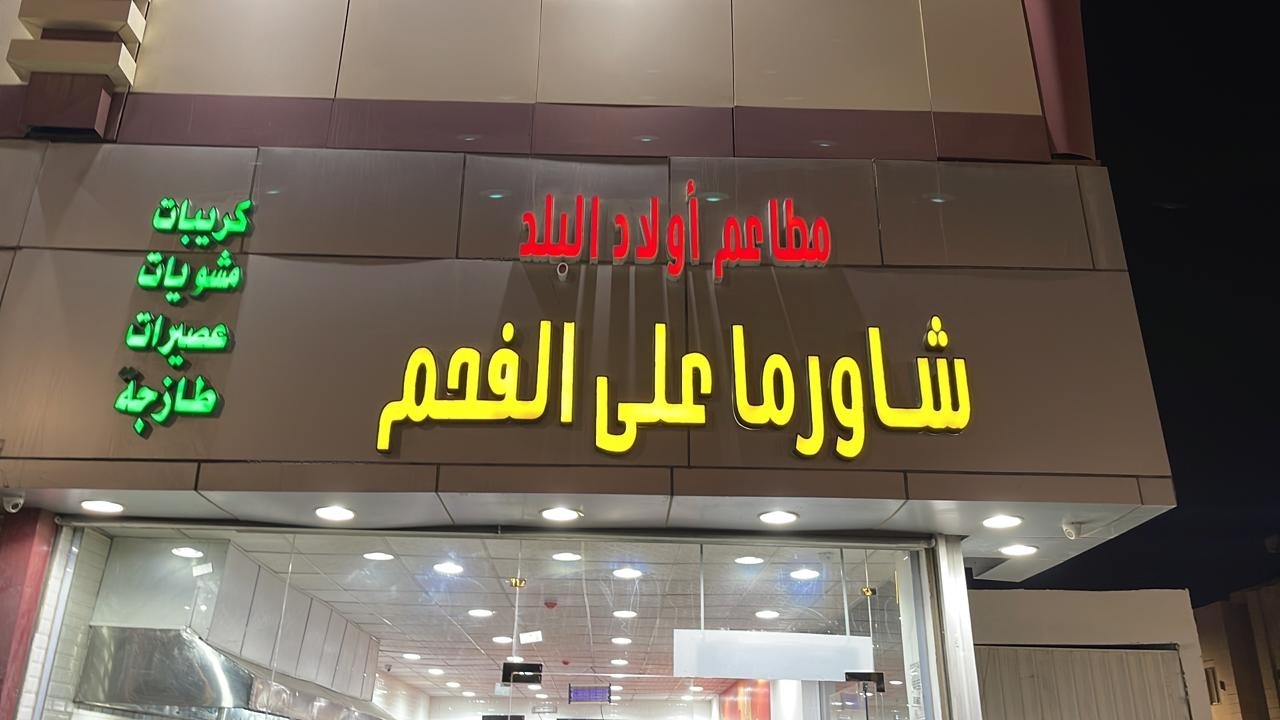 مطاعم أولاد البلد
شاورما على الفحم
كريبات
مشويات
عصيرات
طازجة